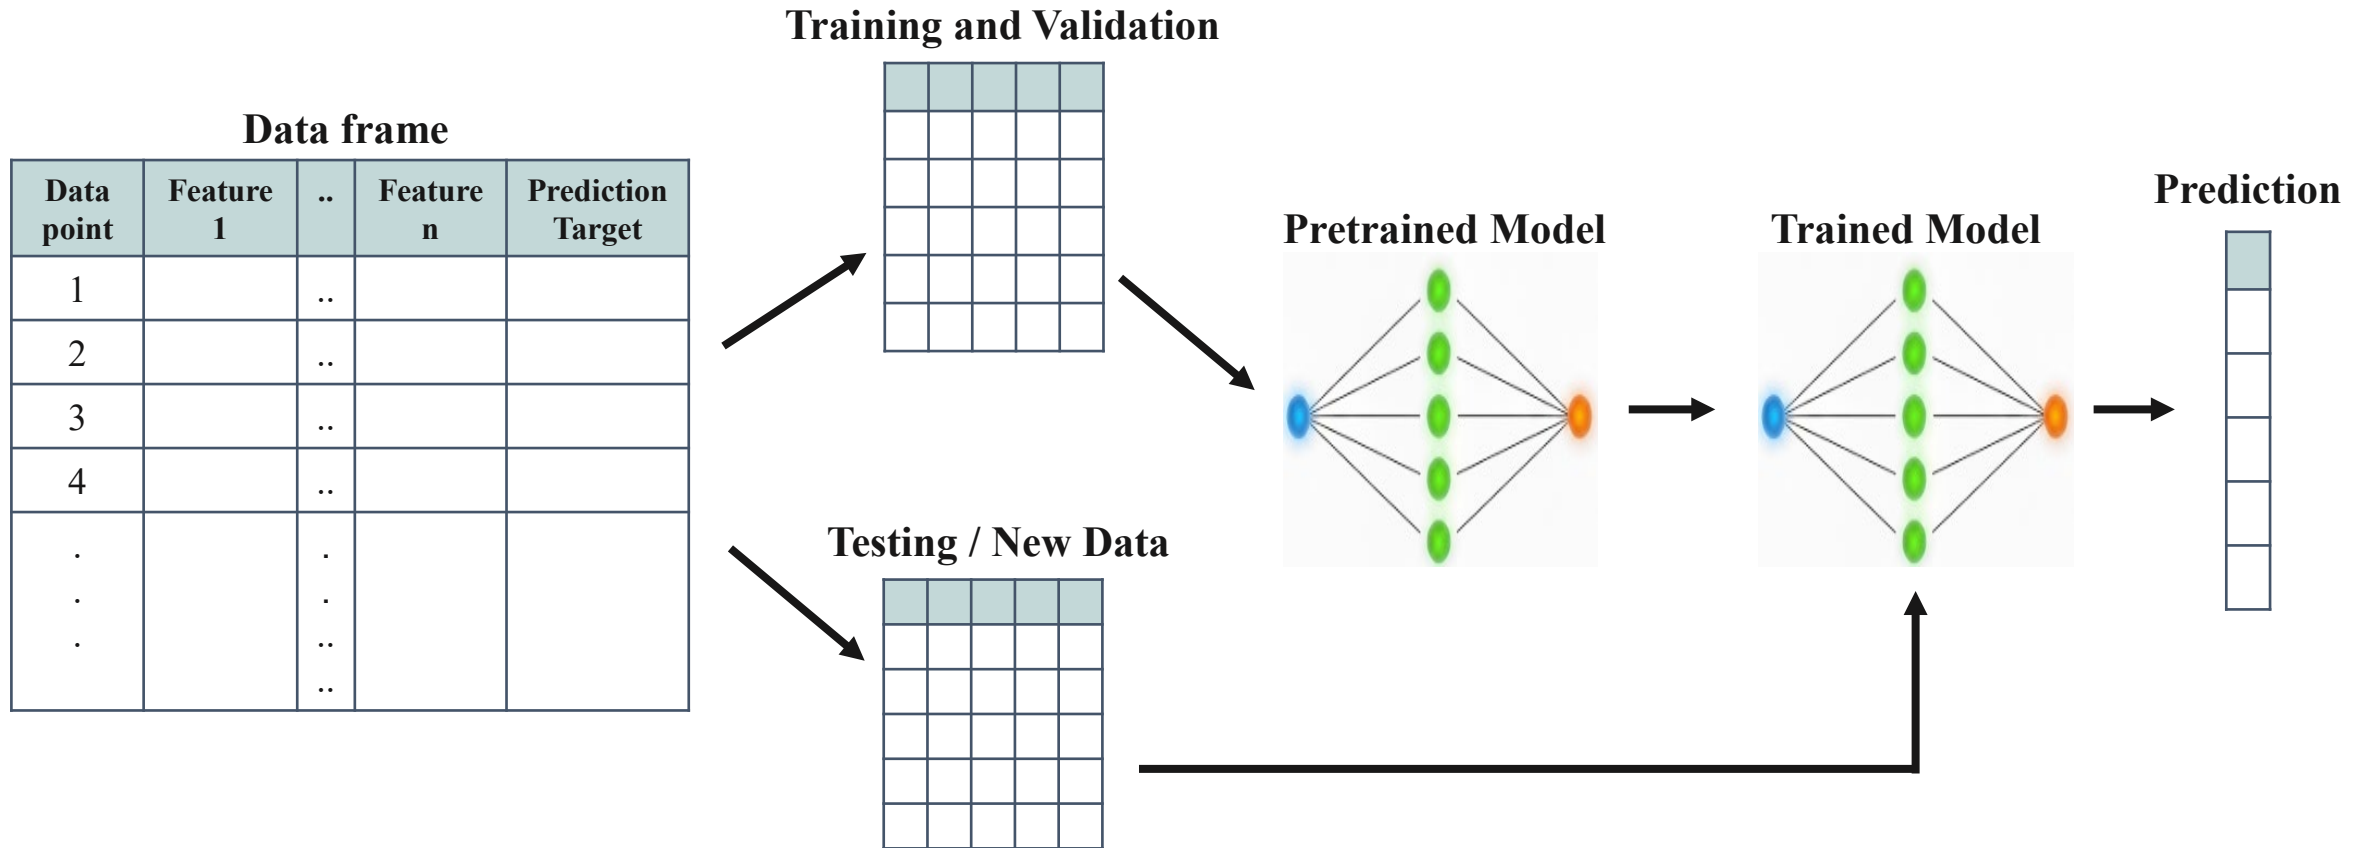 Training and Validation
Data frame
Data point Feature 1 .. Feature n Prediction Target
1 ..
2 ..
3 ..
4 ..
. .
. .
. ..
..
Testing / New Data
Pretrained Model
Trained Model
Prediction